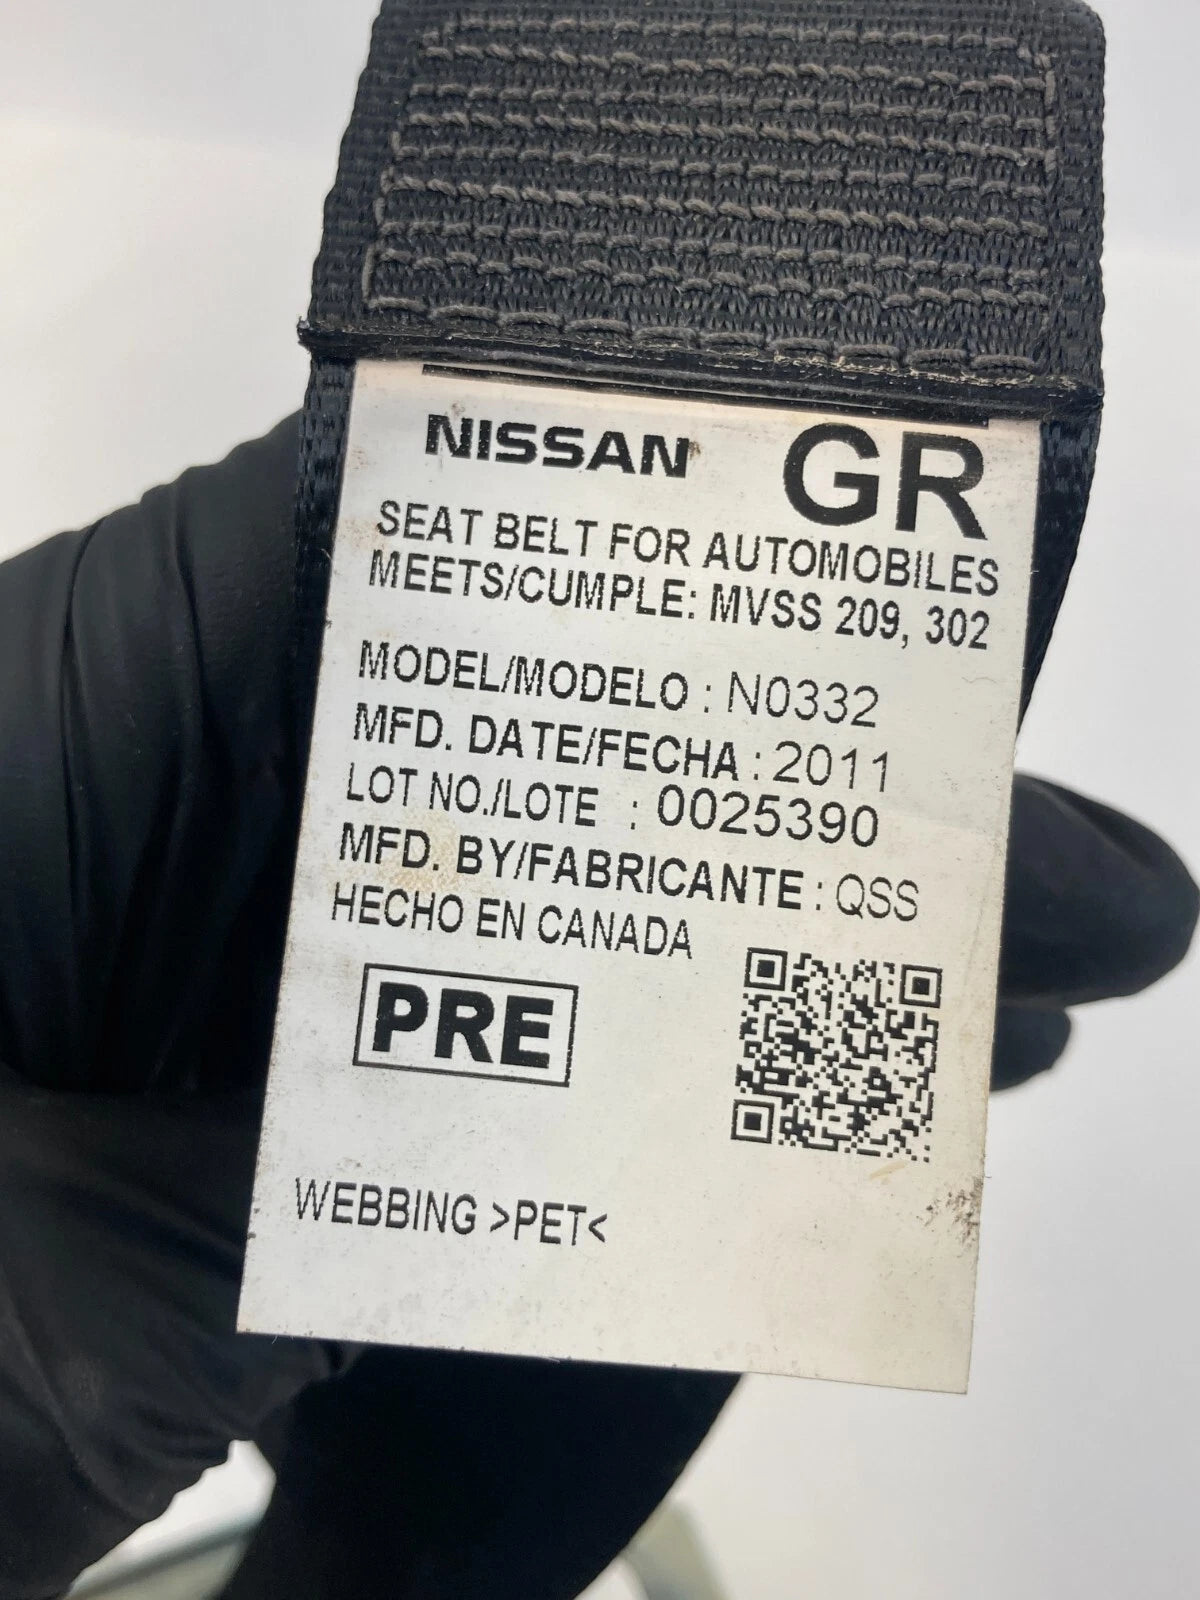 NISSAN GR
SEAT BELT FOR AUTOMOBILES
MEETS/CUMPLE: MVSS 209, 302
MODEL/MODELO : N0332
MFD. DATE/FECHA : 2011
LOT NO./LOTE : 0025390
MFD. BY/FABRICANTE : QSS
HECHO EN CANADA
PRE
WEBBING >PET<